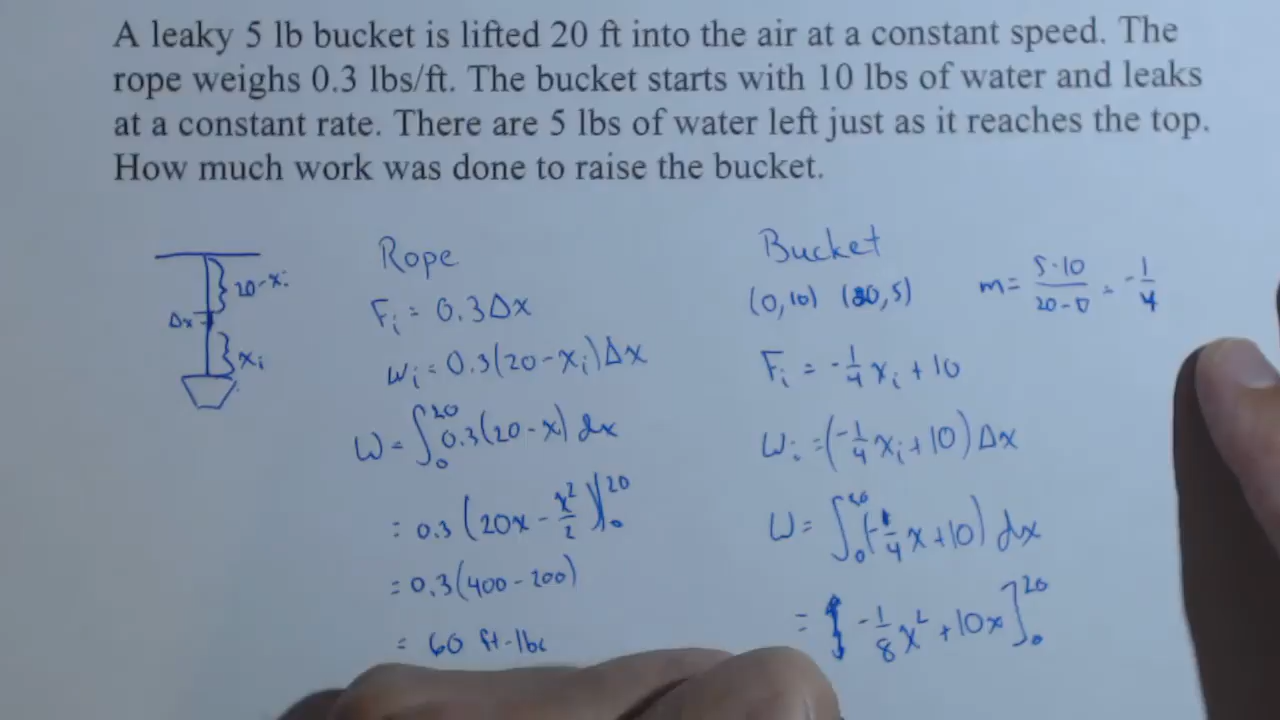 A leaky 5 lb bucket is lifted 20 ft into the air at a constant speed. The
rope weighs 0.3 lbs/ft. The bucket starts with 10 lbs of water and leaks
at a constant rate. There are 5 lbs of water left just as it reaches the top.
How much work was done to raise the bucket.
20-xᵢ
Δx
xᵢ
Rope
Fᵢ = 0.3Δx
Wᵢ = 0.3(20-xᵢ)Δx
W = ∫₀²⁰ 0.3(20-x) dx
= 0.3 (20x - x²/2)|₀²⁰
= 0.3(400-200)
= 60 ft-lbs
Bucket
(0,10) (20,5)
m = (5-10)/(20-0) = -1/4
Fᵢ = -1/4 xᵢ + 10
Wᵢ = (-1/4 xᵢ + 10) Δx
W = ∫₀²⁰ (-1/4 x + 10) dx
= [-1/8 x² + 10x]₀²⁰